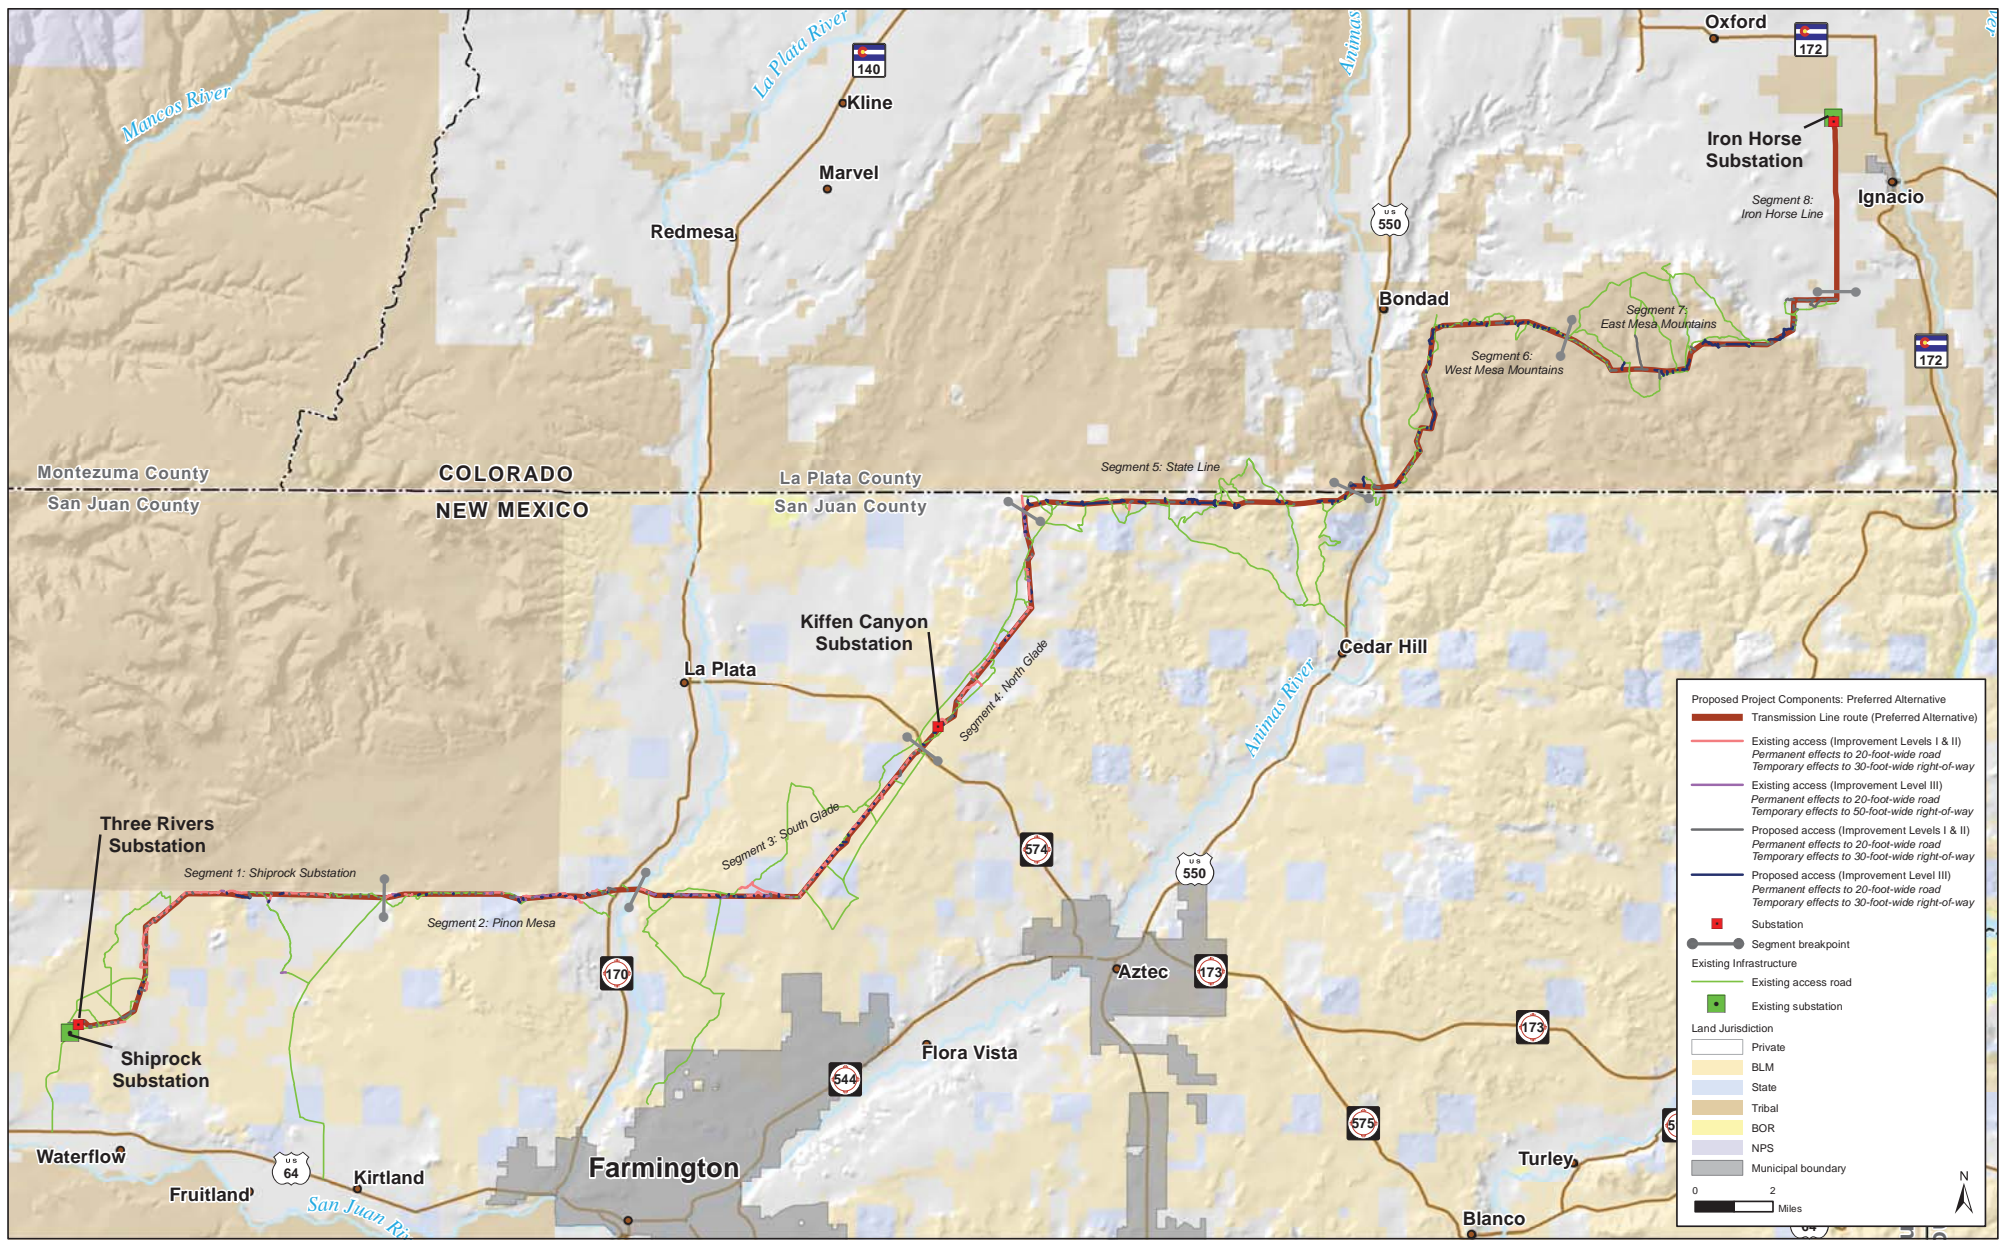 Oxford
172
Animas
La Plata River
140
Kline
Mancos River
Iron Horse
Substation
Marvel
Ignacio
Segment 8:
Iron Horse Line
U S
550
Redmesa
Bondad
Segment 7:
East Mesa Mountains
Segment 6:
West Mesa Mountains
172
Montezuma County
COLORADO
La Plata County
Segment 5: State Line
San Juan County
NEW MEXICO
San Juan County
Kiffen Canyon
Substation
Cedar Hill
La Plata
Segment 4: North Glade
Animas River
Three Rivers
Substation
Segment 3: South Glade
574
U S
550
Segment 1: Shiprock Substation
Segment 2: Pinon Mesa
170
Aztec
173
173
Shiprock
Substation
Flora Vista
544
575
Waterflow
U S
64
Kirtland
Farmington
Turley
Fruitland
San Juan Ri
Blanco
Proposed Project Components: Preferred Alternative
Transmission Line route (Preferred Alternative)
Existing access (Improvement Levels I & II)
Permanent effects to 20-foot-wide road
Temporary effects to 30-foot-wide right-of-way
Existing access (Improvement Level III)
Permanent effects to 20-foot-wide road
Temporary effects to 50-foot-wide right-of-way
Proposed access (Improvement Levels I & II)
Permanent effects to 20-foot-wide road
Temporary effects to 30-foot-wide right-of-way
Proposed access (Improvement Level III)
Permanent effects to 20-foot-wide road
Temporary effects to 30-foot-wide right-of-way
Substation
Segment breakpoint
Existing Infrastructure
Existing access road
Existing substation
Land Jurisdiction
Private
BLM
State
Tribal
BOR
NPS
Municipal boundary
0 2
Miles
N